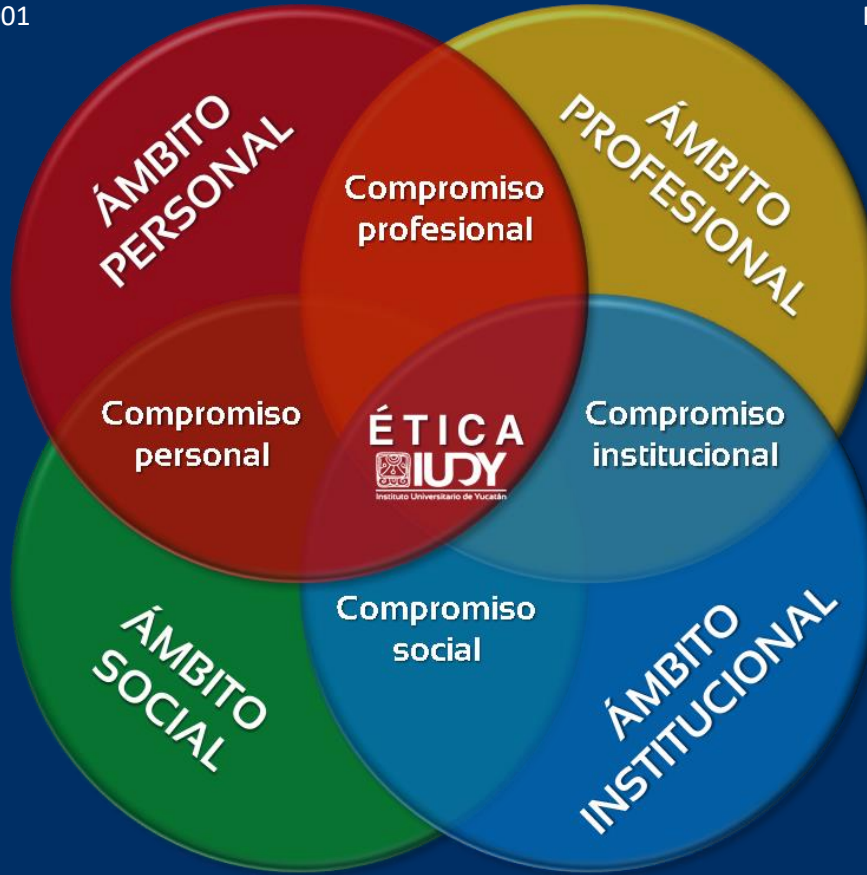 01
ÁMBITO
PERSONAL
ÁMBITO
PROFESIONAL
Compromiso
profesional
Compromiso
personal
ÉTICA
IUDY
Instituto Universitario de Yucatán
Compromiso
institucional
Compromiso
social
ÁMBITO
SOCIAL
ÁMBITO
INSTITUCIONAL